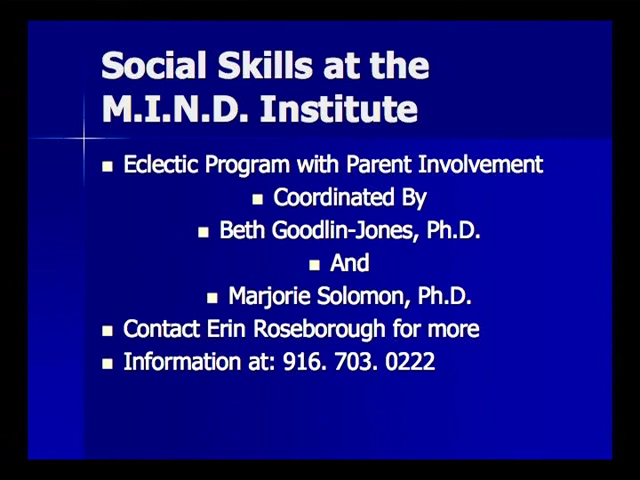 Social Skills at the
M.I.N.D. Institute
Eclectic Program with Parent Involvement
Coordinated By
Beth Goodlin-Jones, Ph.D.
And
Marjorie Solomon, Ph.D.
Contact Erin Roseborough for more
Information at: 916. 703. 0222